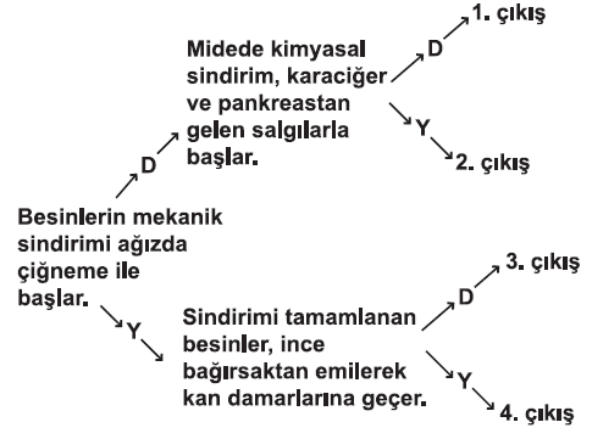 Midede kimyasal
sindirim, karaciğer
ve pankreastan
gelen salgılarla
başlar.
D
1. çıkış
Y
2. çıkış
D
Besinlerin mekanik
sindirimi ağızda
çiğneme ile
başlar.
Y
Sindirimi tamamlanan
besinler, ince
bağırsaktan emilerek
kan damarlarına geçer.
D
3. çıkış
Y
4. çıkış